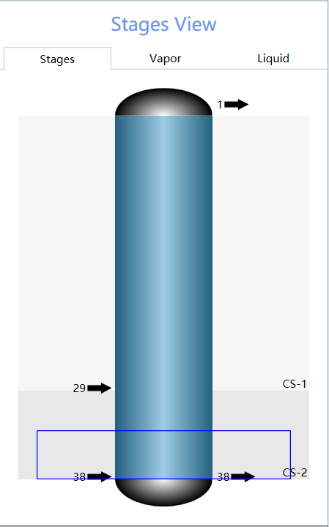 Stages View
Stages Vapor Liquid
1
29
CS-1
38 38 CS-2